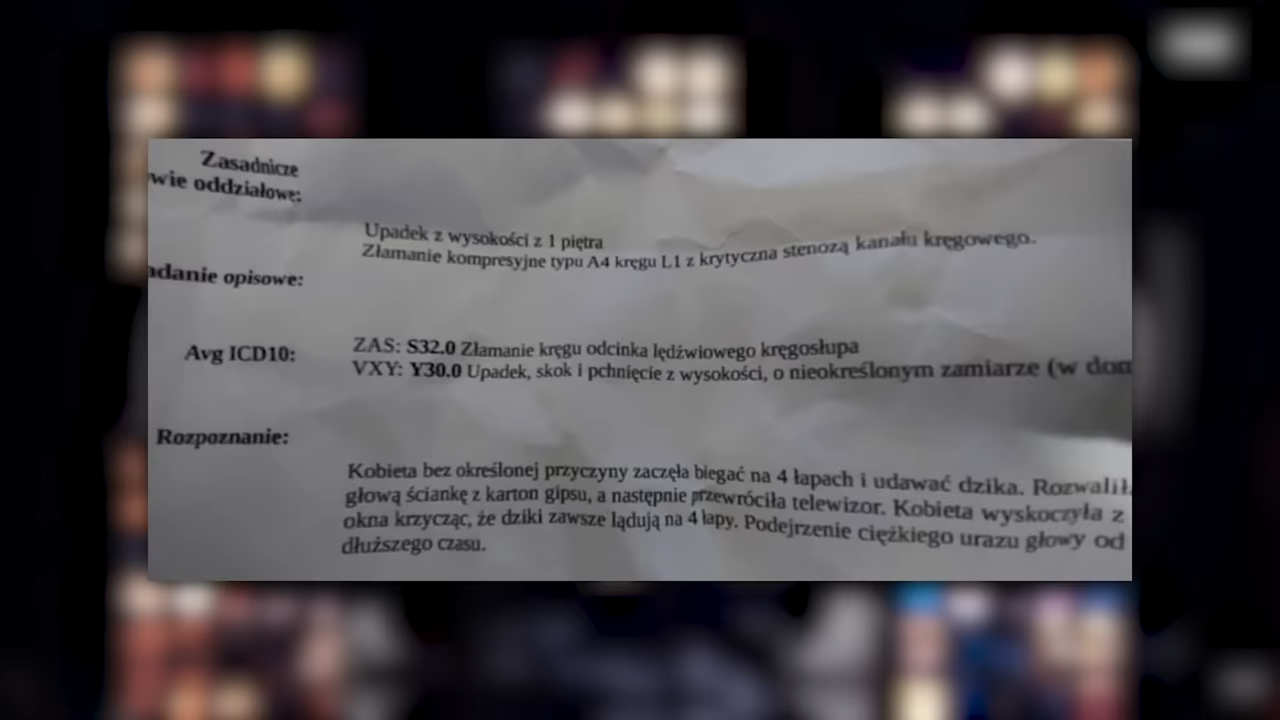 Zasadnicze
wie oddziałowe:
Upadek z wysokości z 1 piętra
Złamanie kompresyjne typu A4 kręgu L1 z krytyczna stenozą kanału kręgowego.
adanie opisowe:
Avg ICD10:
ZAS: S32.0 Złamanie kręgu odcinka lędźwiowego kręgosłupa
VXY: Y30.0 Upadek, skok i pchnięcie z wysokości, o nieokreślonym zamiarze (w dom
Rozpoznanie:
Kobieta bez określonej przyczyny zaczęła biegać na 4 łapach i udawać dzika. Rozwalił
głową ściankę z karton gipsu, a następnie przewróciła telewizor. Kobieta wyskoczyła z
okna krzycząc, że dziki zawsze lądują na 4 łapy. Podejrzenie ciężkiego urazu głowy od
dłuższego czasu.